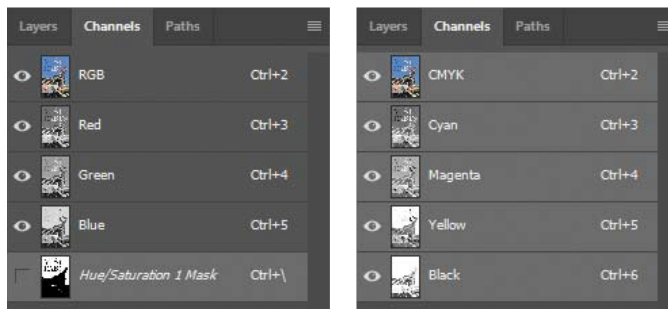 Layers Channels Paths
RGB Ctrl+2
Red Ctrl+3
Green Ctrl+4
Blue Ctrl+5
Hue/Saturation 1 Mask Ctrl+\
Layers Channels Paths
CMYK Ctrl+2
Cyan Ctrl+3
Magenta Ctrl+4
Yellow Ctrl+5
Black Ctrl+6